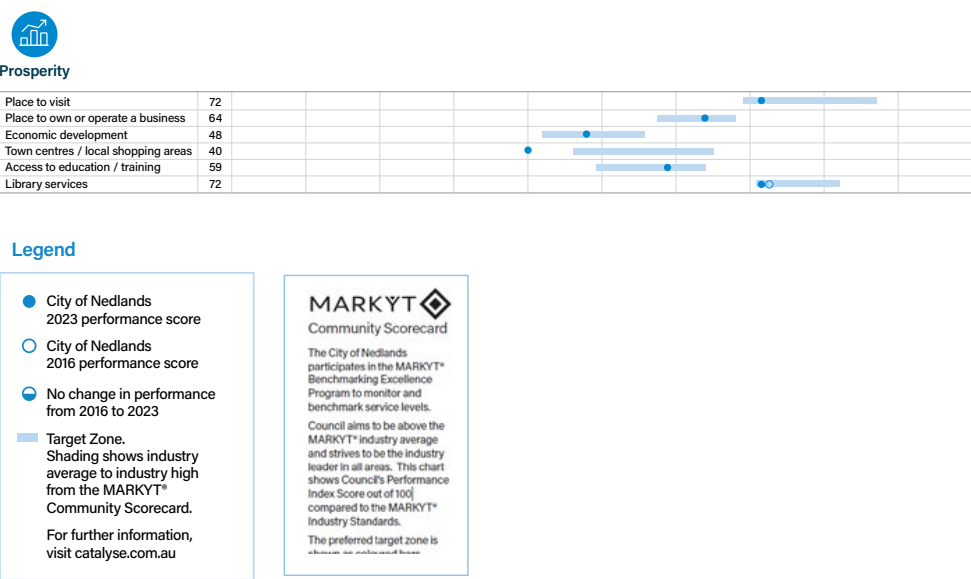 Prosperity
Place to visit 72
Place to own or operate a business 64
Economic development 48
Town centres / local shopping areas 40
Access to education / training 59
Library services 72
Legend
City of Nedlands
2023 performance score
City of Nedlands
2016 performance score
No change in performance
from 2016 to 2023
Target Zone.
Shading shows industry
average to industry high
from the MARKYT®
Community Scorecard.
For further information,
visit catalyse.com.au
MARKYT
Community Scorecard
The City of Nedlands
participates in the MARKYT®
Benchmarking Excellence
Program to monitor and
benchmark service levels.
Council aims to be above the
MARKYT® industry average
and strives to be the industry
leader in all areas. This chart
shows Council's Performance
Index Score out of 100
compared to the MARKYT®
Industry Standards.
The preferred target zone is
shown as coloured bars